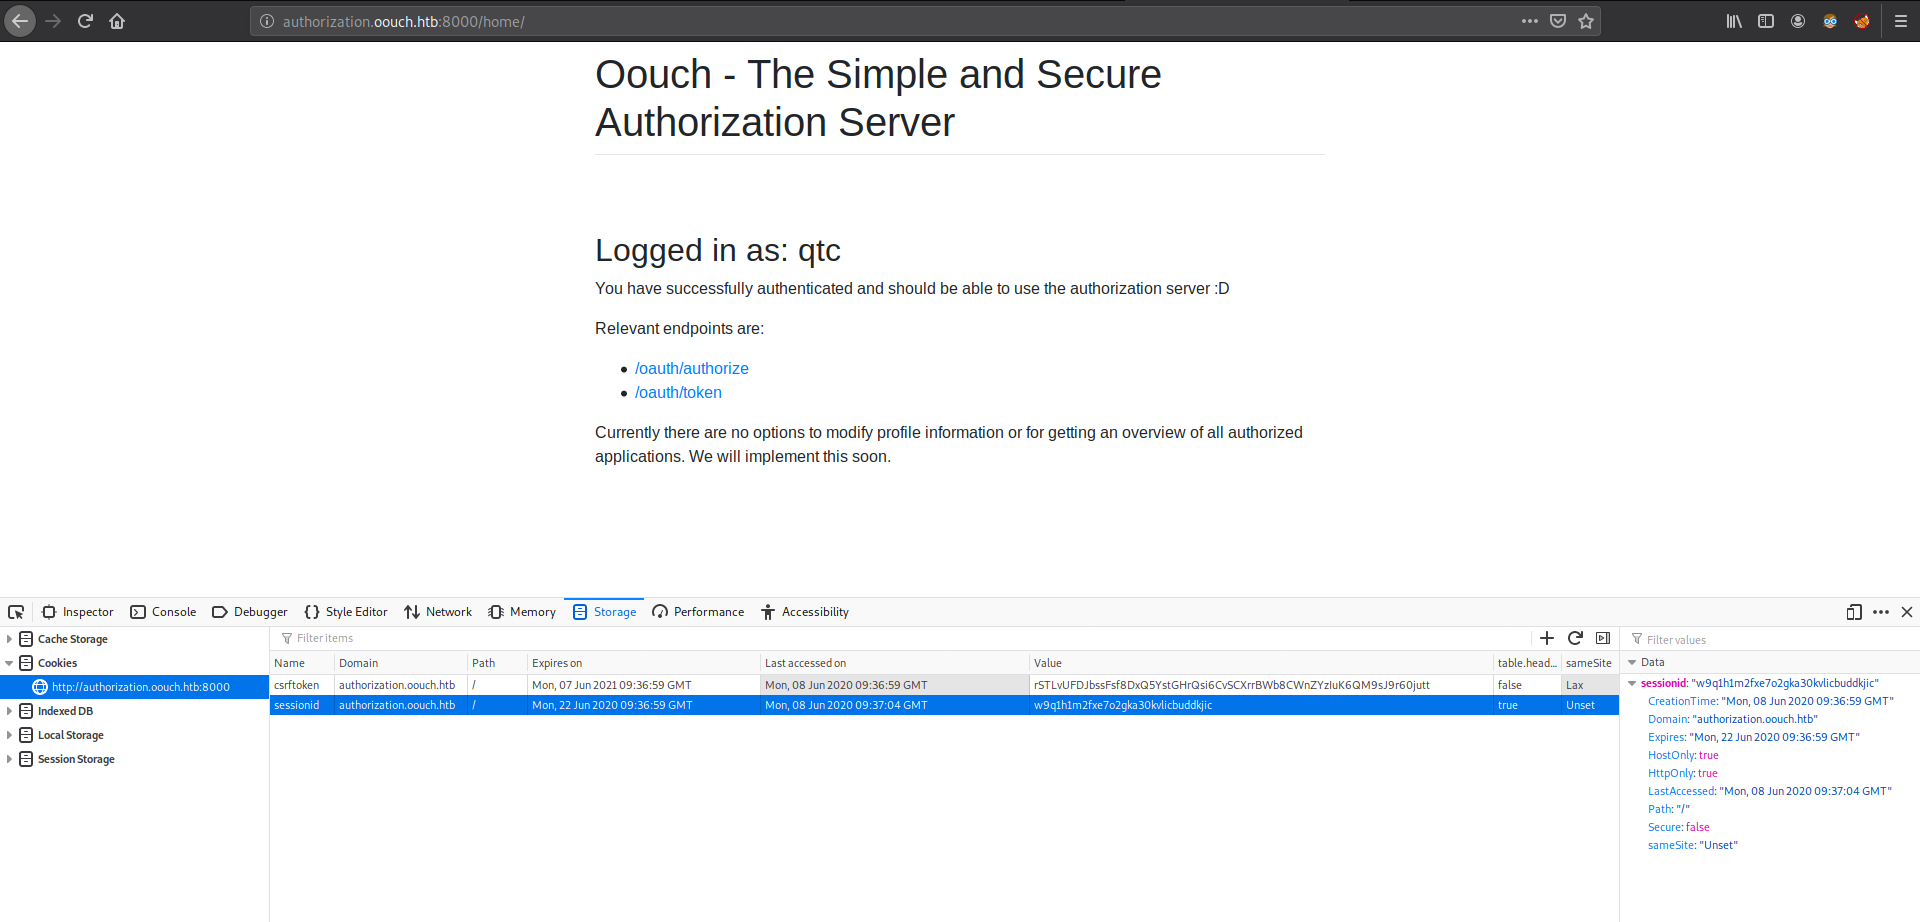 authorization.oouch.htb:8000/home/
Oouch - The Simple and Secure
Authorization Server
Logged in as: qtc
You have successfully authenticated and should be able to use the authorization server :D
Relevant endpoints are:
/oauth/authorize
/oauth/token
Currently there are no options to modify profile information or for getting an overview of all authorized
applications. We will implement this soon.
Inspector Console Debugger Style Editor Network Memory Storage Performance Accessibility
Cache Storage
Cookies
http://authorization.oouch.htb:8000
Indexed DB
Local Storage
Session Storage
Filter items
Name Domain Path Expires on Last accessed on Value table.head... sameSite
csrftoken authorization.oouch.htb / Mon, 07 Jun 2021 09:36:59 GMT Mon, 08 Jun 2020 09:36:59 GMT rSTLvUFDJbssFsf8DxQ5YstGHrQsi6CvSCXrrBWb8CWnZYzIuK6QM9sJ9r60jutt false Lax
sessionid authorization.oouch.htb / Mon, 22 Jun 2020 09:36:59 GMT Mon, 08 Jun 2020 09:37:04 GMT w9q1h1m2fxe7o2gka30kvlicbuddkjic true Unset
Filter values
Data
sessionid: "w9q1h1m2fxe7o2gka30kvlicbuddkjic"
CreationTime: "Mon, 08 Jun 2020 09:36:59 GMT"
Domain: "authorization.oouch.htb"
Expires: "Mon, 22 Jun 2020 09:36:59 GMT"
HostOnly: true
HttpOnly: true
LastAccessed: "Mon, 08 Jun 2020 09:37:04 GMT"
Path: "/"
Secure: false
sameSite: "Unset"